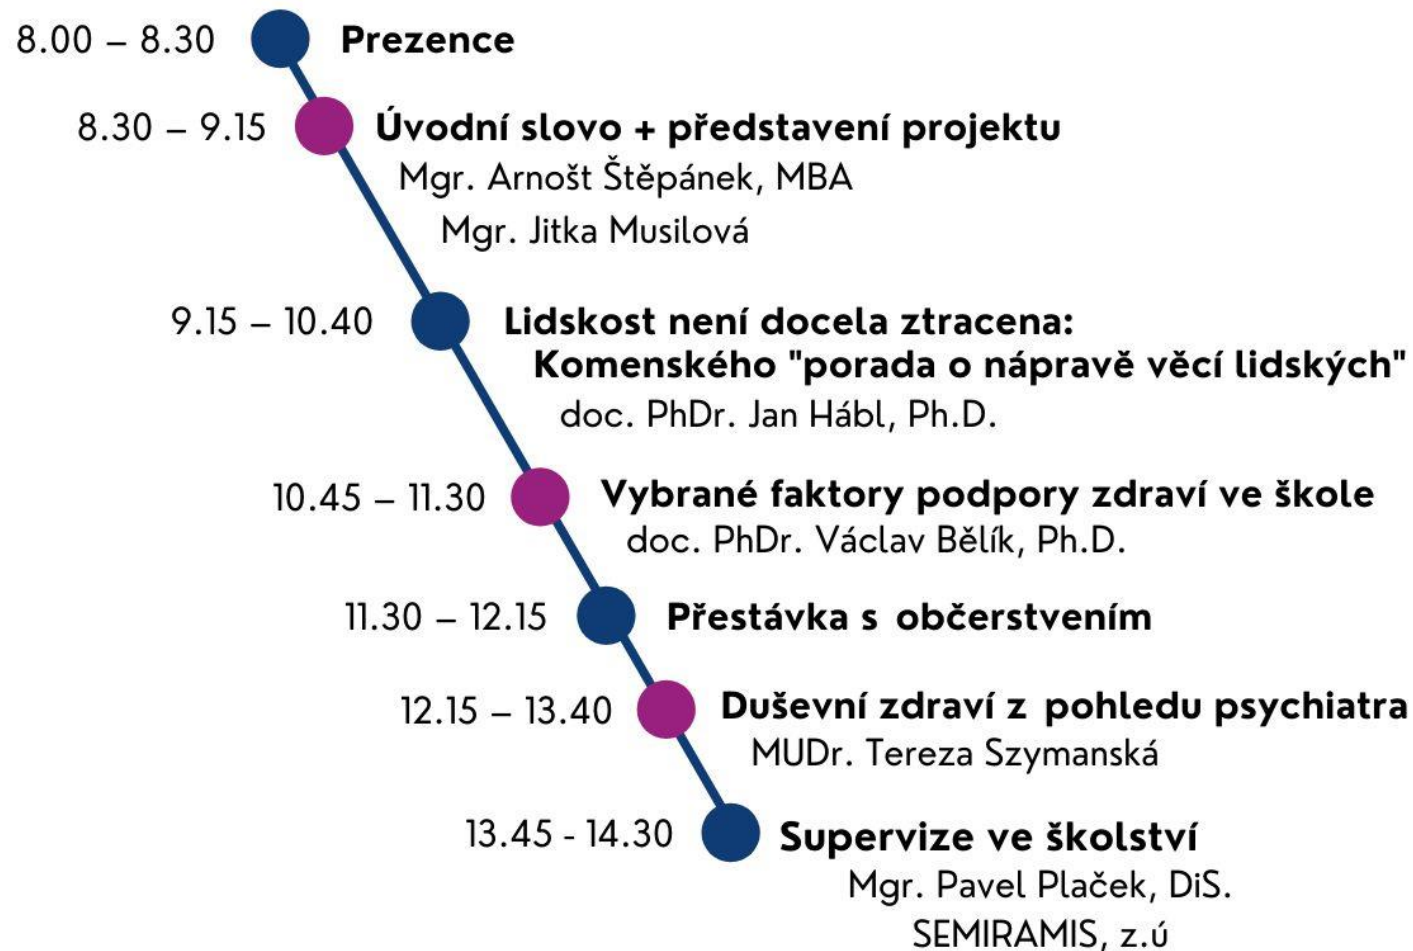 8.00 – 8.30 Prezence
8.30 – 9.15 Úvodní slovo + představení projektu
Mgr. Arnošt Štěpánek, MBA
Mgr. Jitka Musilová
9.15 – 10.40 Lidskost není docela ztracena:
Komenského "porada o nápravě věcí lidských"
doc. PhDr. Jan Hábl, Ph.D.
10.45 – 11.30 Vybrané faktory podpory zdraví ve škole
doc. PhDr. Václav Bělík, Ph.D.
11.30 – 12.15 Přestávka s občerstvením
12.15 – 13.40 Duševní zdraví z pohledu psychiatra
MUDr. Tereza Szymanská
13.45 - 14.30 Supervize ve školství
Mgr. Pavel Plaček, DiS.
SEMIRAMIS, z.ú